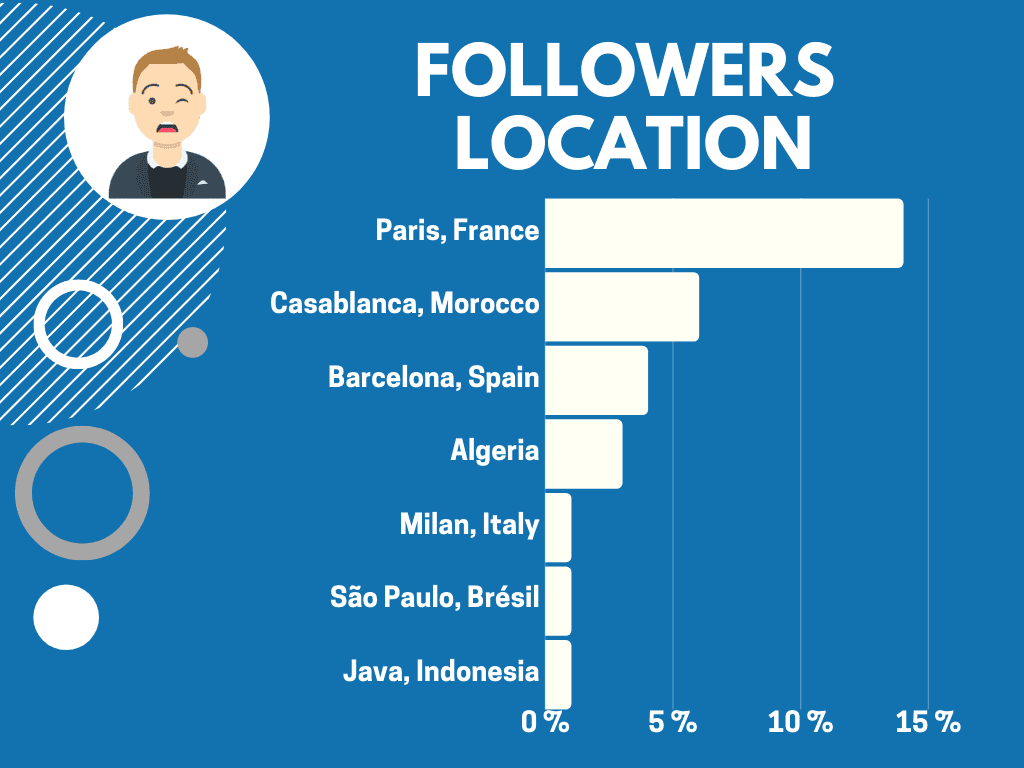 FOLLOWERS
LOCATION
Paris, France
Casablanca, Morocco
Barcelona, Spain
Algeria
Milan, Italy
São Paulo, Brésil
Java, Indonesia
0 % 5 % 10 % 15 %